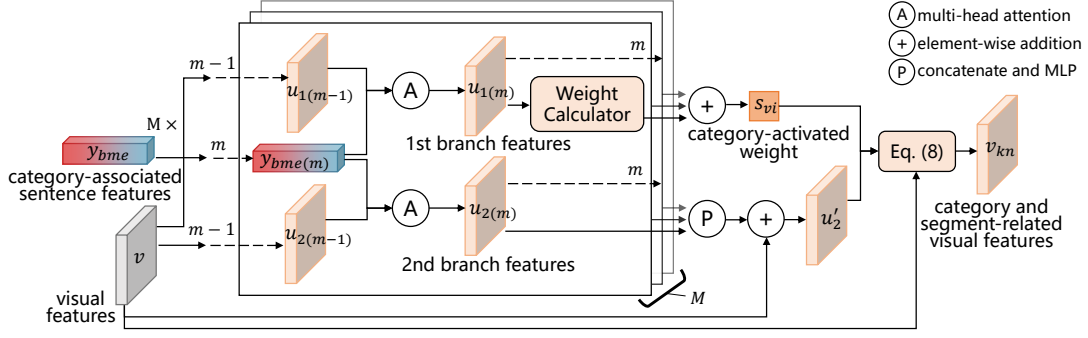 A multi-head attention
+ element-wise addition
P concatenate and MLP
m − 1
u1(m−1)
A
u1(m)
m
Weight
Calculator
1st branch features
M ×
ybme
m
ybme(m)
category-associated
sentence features
+
svi
category-activated
weight
Eq. (8)
vkn
category and
segment-related
visual features
m − 1
u2(m−1)
A
u2(m)
m
2nd branch features
P
+
u′2
v
visual
features
M